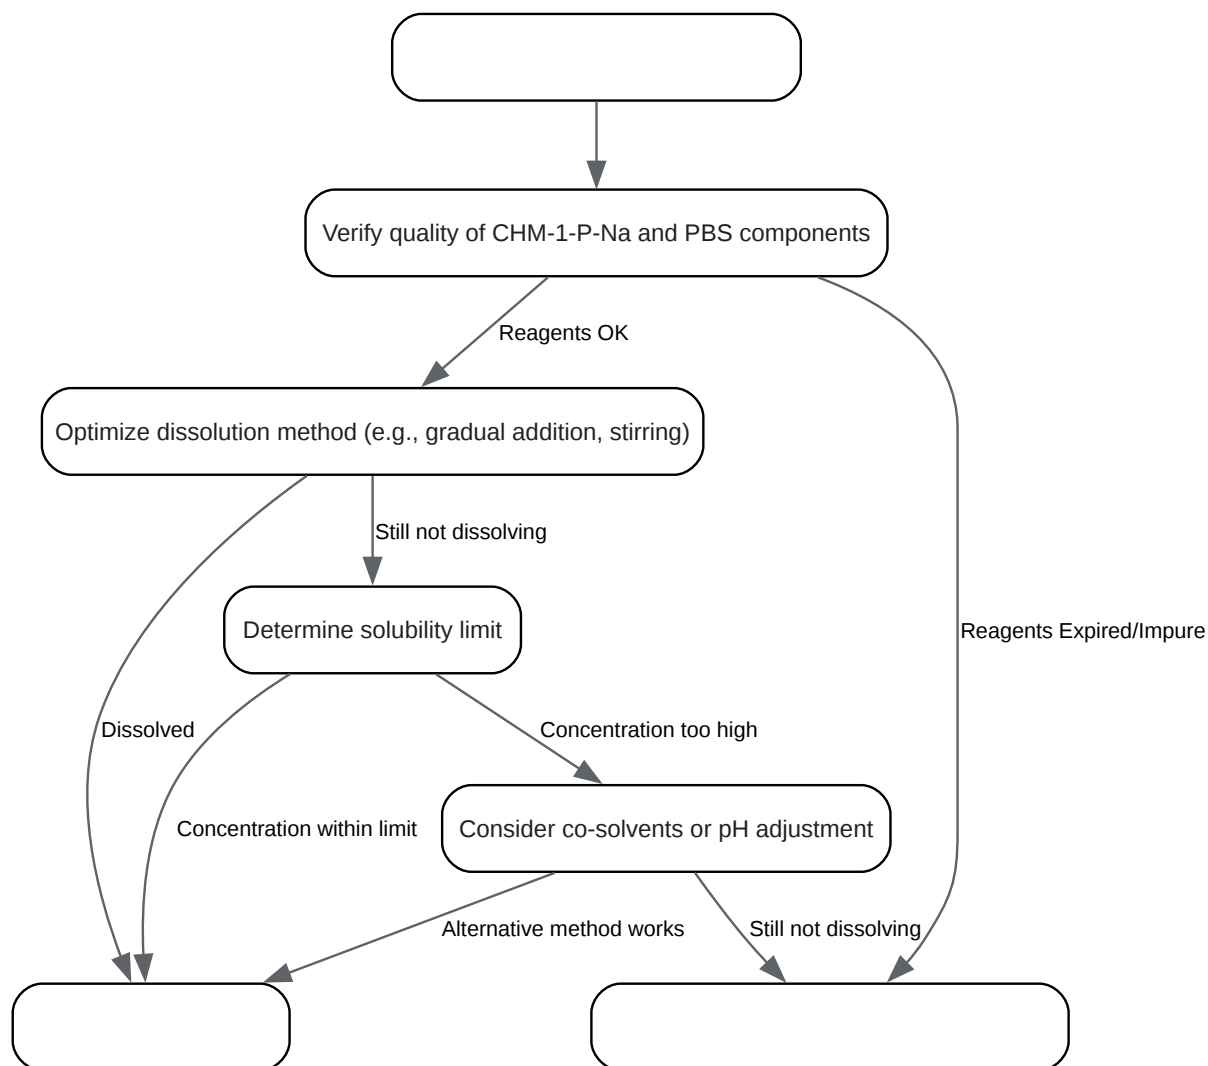 Verify quality of CHM-1-P-Na and PBS components
Reagents OK
Optimize dissolution method (e.g., gradual addition, stirring)
Still not dissolving
Determine solubility limit
Reagents Expired/Impure
Dissolved
Concentration too high
Concentration within limit
Consider co-solvents or pH adjustment
Alternative method works
Still not dissolving